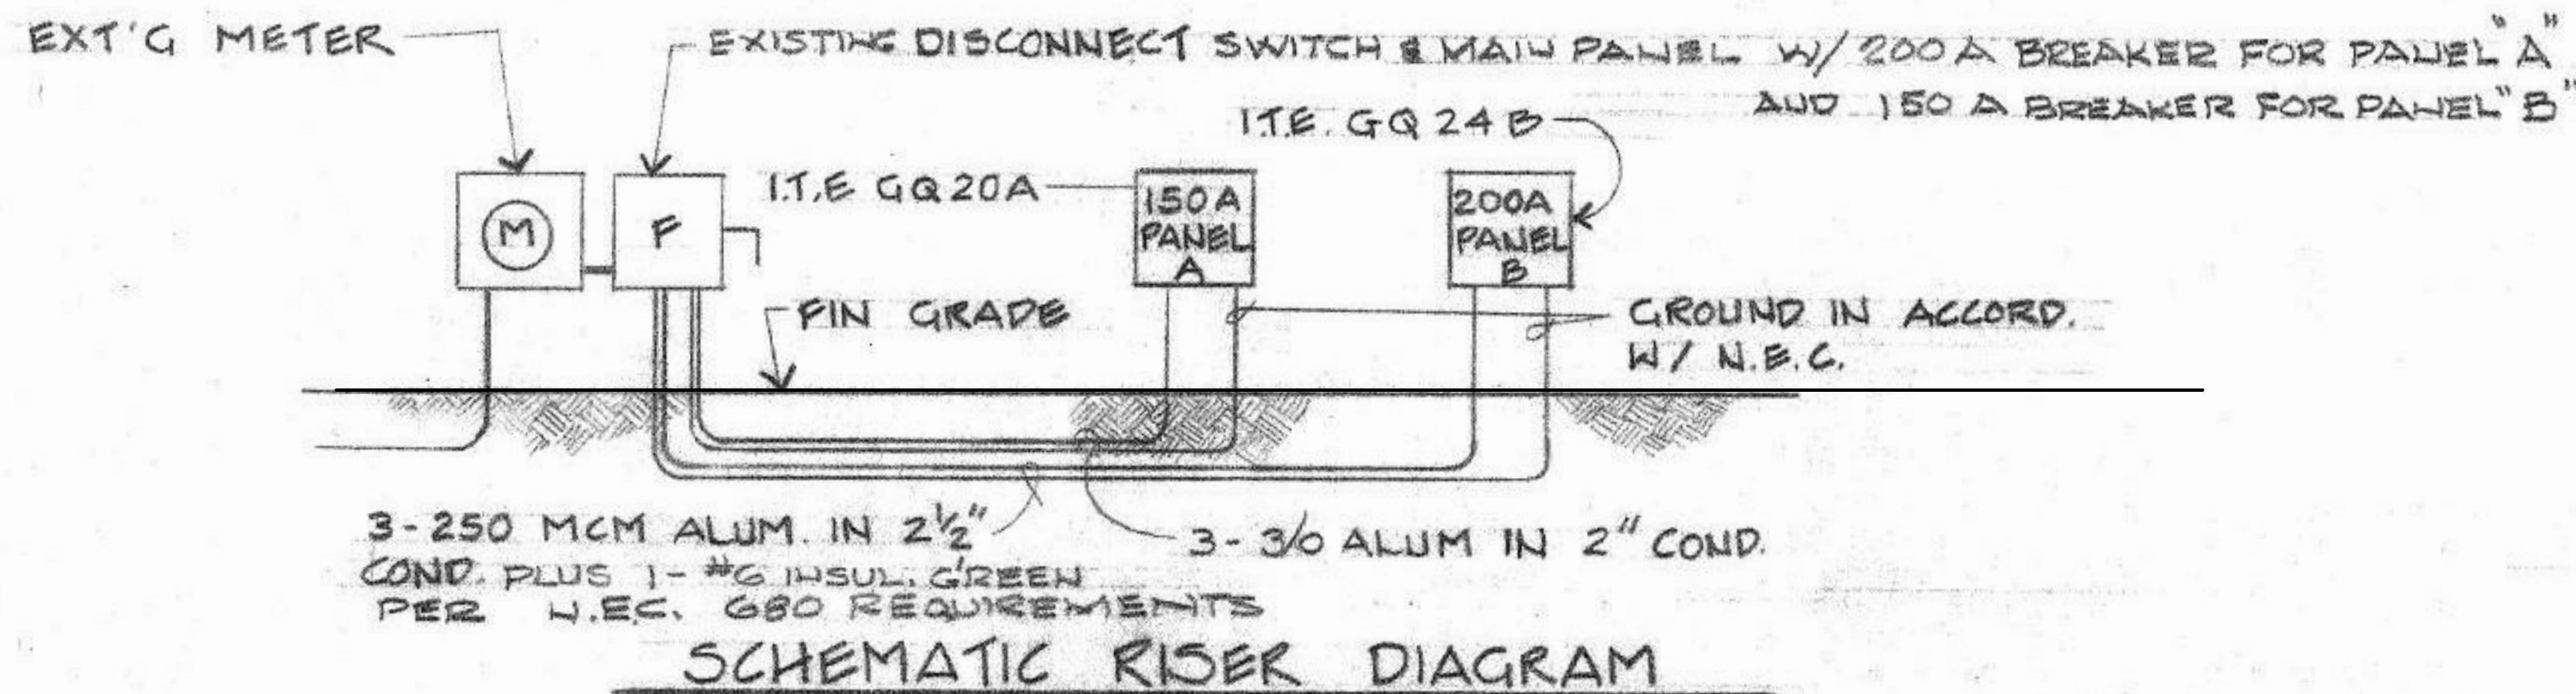 EXT'G METER
EXISTING DISCONNECT SWITCH & MAIN PANEL W/ 200 A BREAKER FOR PANEL "A"
AND 150 A BREAKER FOR PANEL "B"
I.T.E. GQ 24 B
I.T.E GQ 20A
M
F
150 A
PANEL
A
200A
PANEL
B
FIN GRADE
GROUND IN ACCORD.
W/ N.E.C.
3-250 MCM ALUM. IN 2½"
COND. PLUS 1- #6 INSUL. GREEN
PER N.E.C. 680 REQUIREMENTS
3- 3/0 ALUM IN 2" COND.
SCHEMATIC RISER DIAGRAM